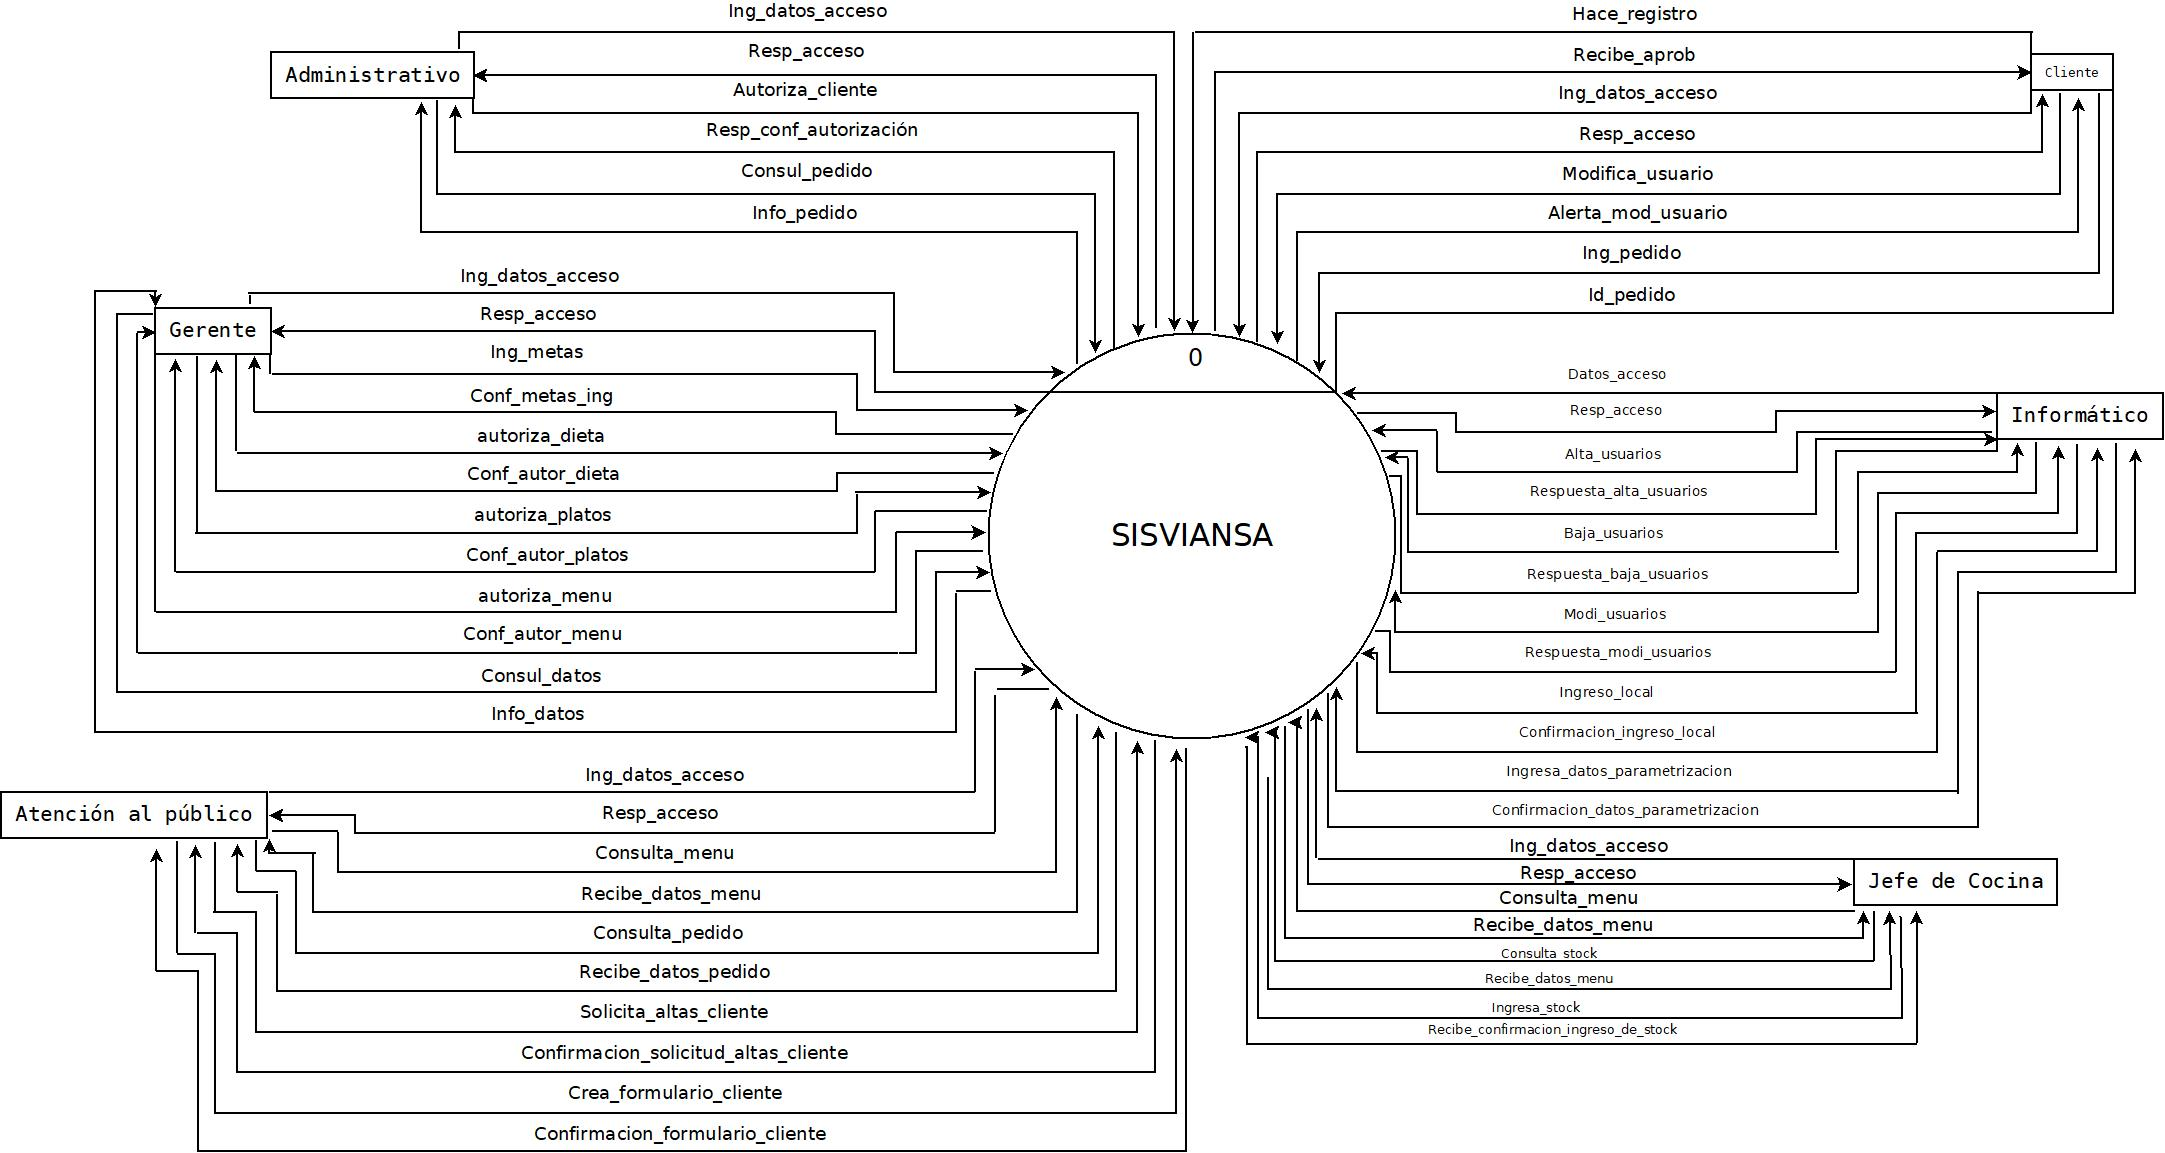 Ing_datos_acceso
Administrativo
Resp_acceso
Autoriza_cliente
Resp_conf_autorización
Consul_pedido
Info_pedido
Hace_registro
Cliente
Recibe_aprob
Ing_datos_acceso
Resp_acceso
Modifica_usuario
Alerta_mod_usuario
Ing_pedido
Id_pedido
0
SISVIANSA
Ing_datos_acceso
Gerente
Resp_acceso
Ing_metas
Conf_metas_ing
autoriza_dieta
Conf_autor_dieta
autoriza_platos
Conf_autor_platos
autoriza_menu
Conf_autor_menu
Consul_datos
Info_datos
Datos_acceso
Informático
Resp_acceso
Alta_usuarios
Respuesta_alta_usuarios
Baja_usuarios
Respuesta_baja_usuarios
Modi_usuarios
Respuesta_modi_usuarios
Ingreso_local
Confirmacion_ingreso_local
Ingresa_datos_parametrizacion
Confirmacion_datos_parametrizacion
Ing_datos_acceso
Atención al público
Resp_acceso
Consulta_menu
Recibe_datos_menu
Consulta_pedido
Recibe_datos_pedido
Solicita_altas_cliente
Confirmacion_solicitud_altas_cliente
Crea_formulario_cliente
Confirmacion_formulario_cliente
Ing_datos_acceso
Jefe de Cocina
Resp_acceso
Consulta_menu
Recibe_datos_menu
Consulta_stock
Recibe_datos_menu
Ingresa_stock
Recibe_confirmacion_ingreso_de_stock